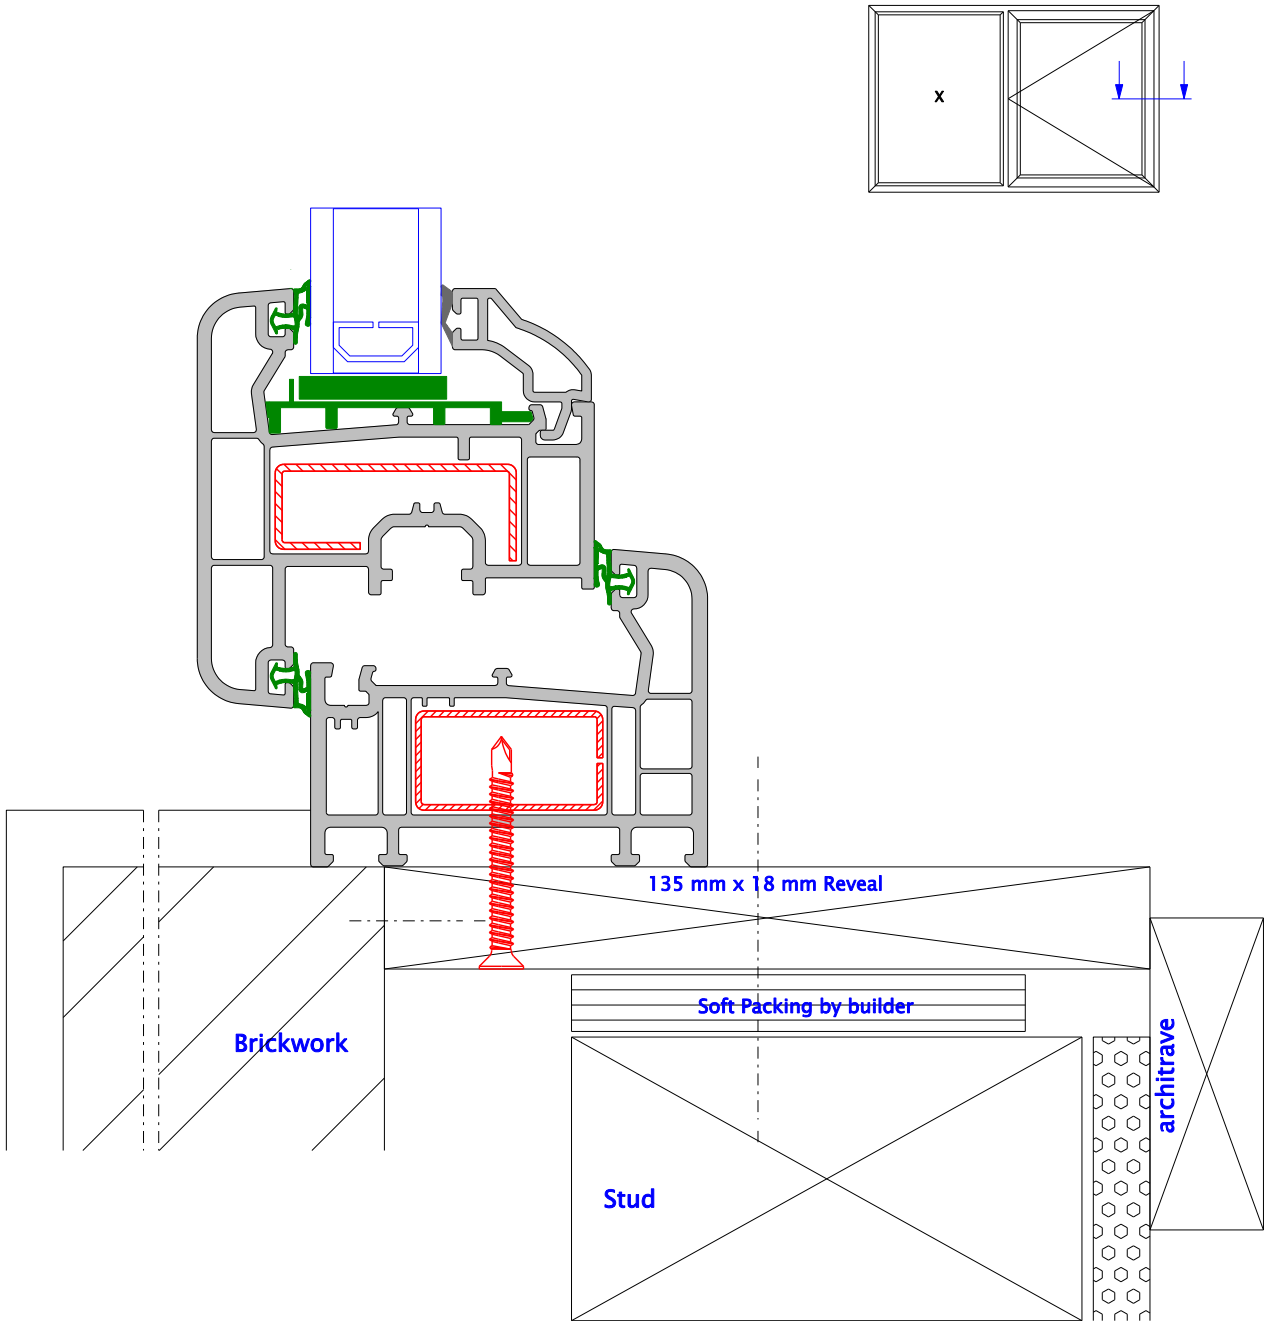 x
135 mm x 18 mm Reveal
Soft Packing by builder
Brickwork
architrave
Stud